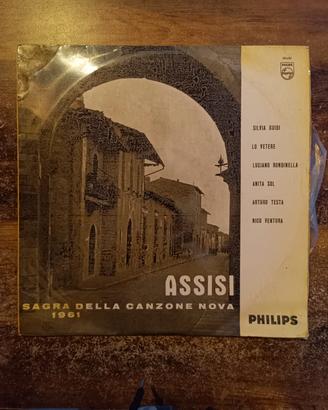 PHILIPS
SILVIA GUIDI
LO VETERE
LUCIANO RONDINELLA
ANITA SOL
ARTURO TESTA
NICO VENTURA
ASSISI
SAGRA DELLA CANZONE NOVA
1961
PHILIPS